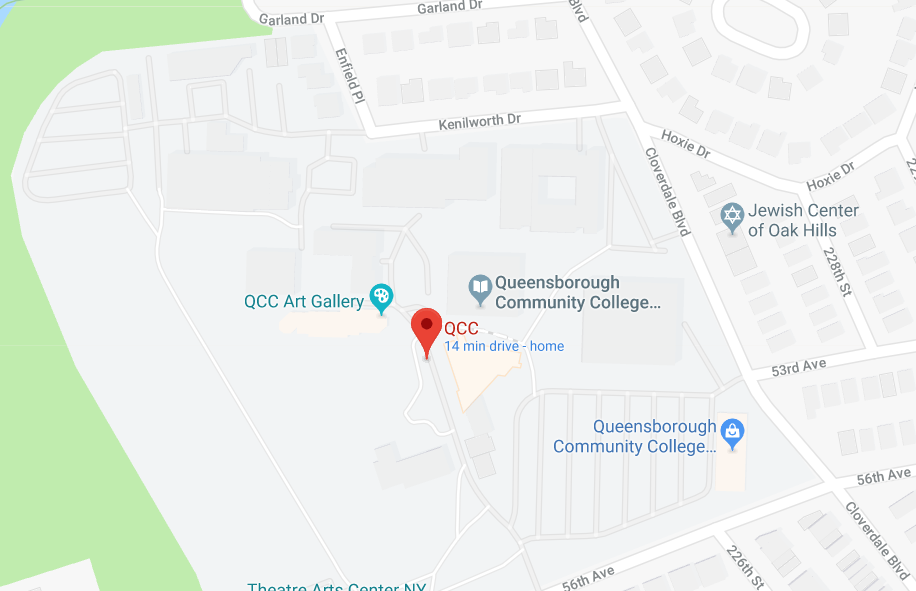 Garland Dr
Garland Dr
Blvd
Enfield Pl
Kenilworth Dr
Hoxie Dr
Hoxie Dr
Cloverdale Blvd
Jewish Center
of Oak Hills
228th St
QCC Art Gallery
Queensborough
Community College...
QCC
14 min drive - home
53rd Ave
Queensborough
Community College...
56th Ave
Cloverdale Blvd
226th St
56th Ave
Theatre Arts Center NY